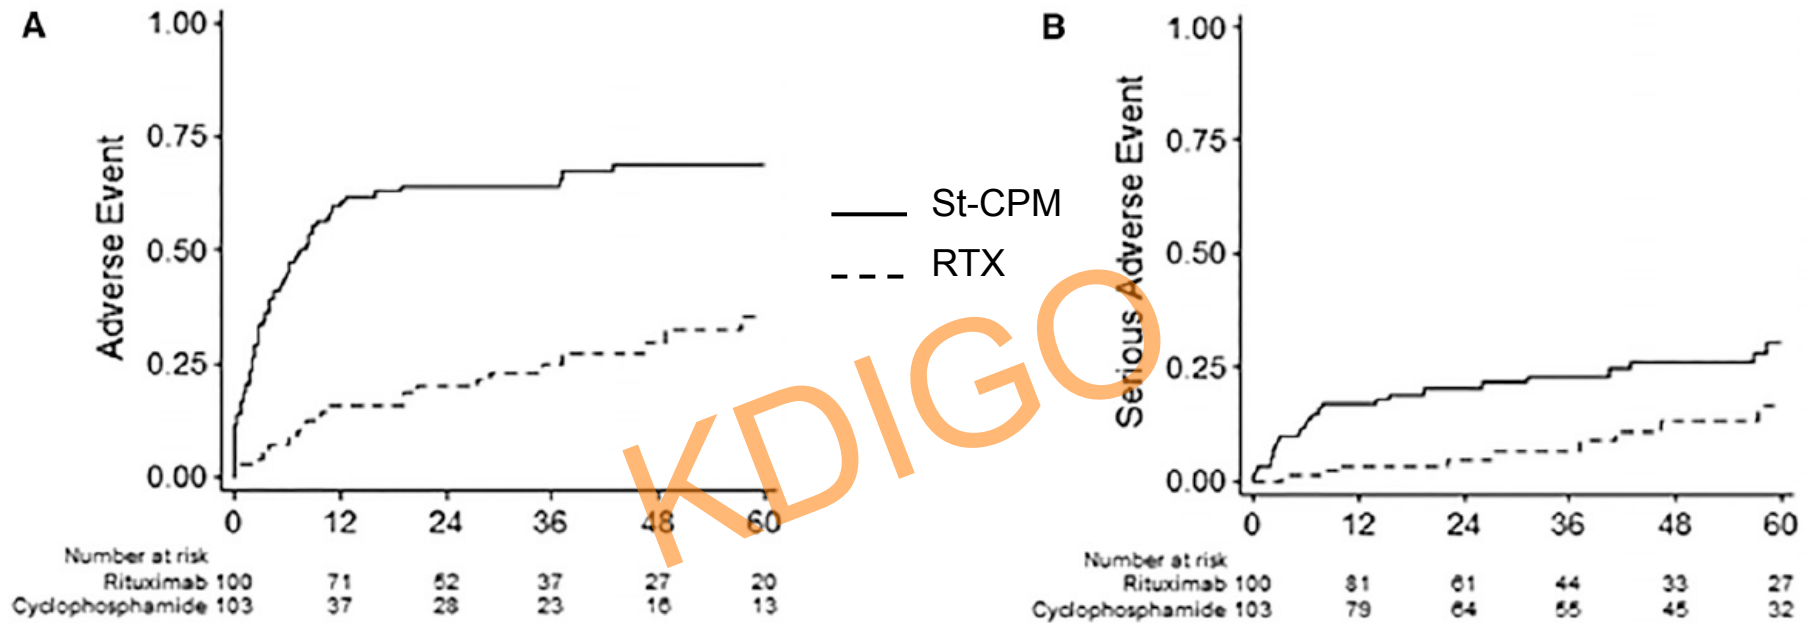 A
Adverse Event
1.00
0.75
0.50
0.25
0.00
0 12 24 36 48 60
Number at risk
Rituximab 100 71 52 37 27 20
Cyclophosphamide 103 37 28 23 16 13
St-CPM
RTX
B
Serious Adverse Event
1.00
0.75
0.50
0.25
0.00
0 12 24 36 48 60
Number at risk
Rituximab 100 81 61 44 33 27
Cyclophosphamide 103 79 64 55 45 32
KDIGO